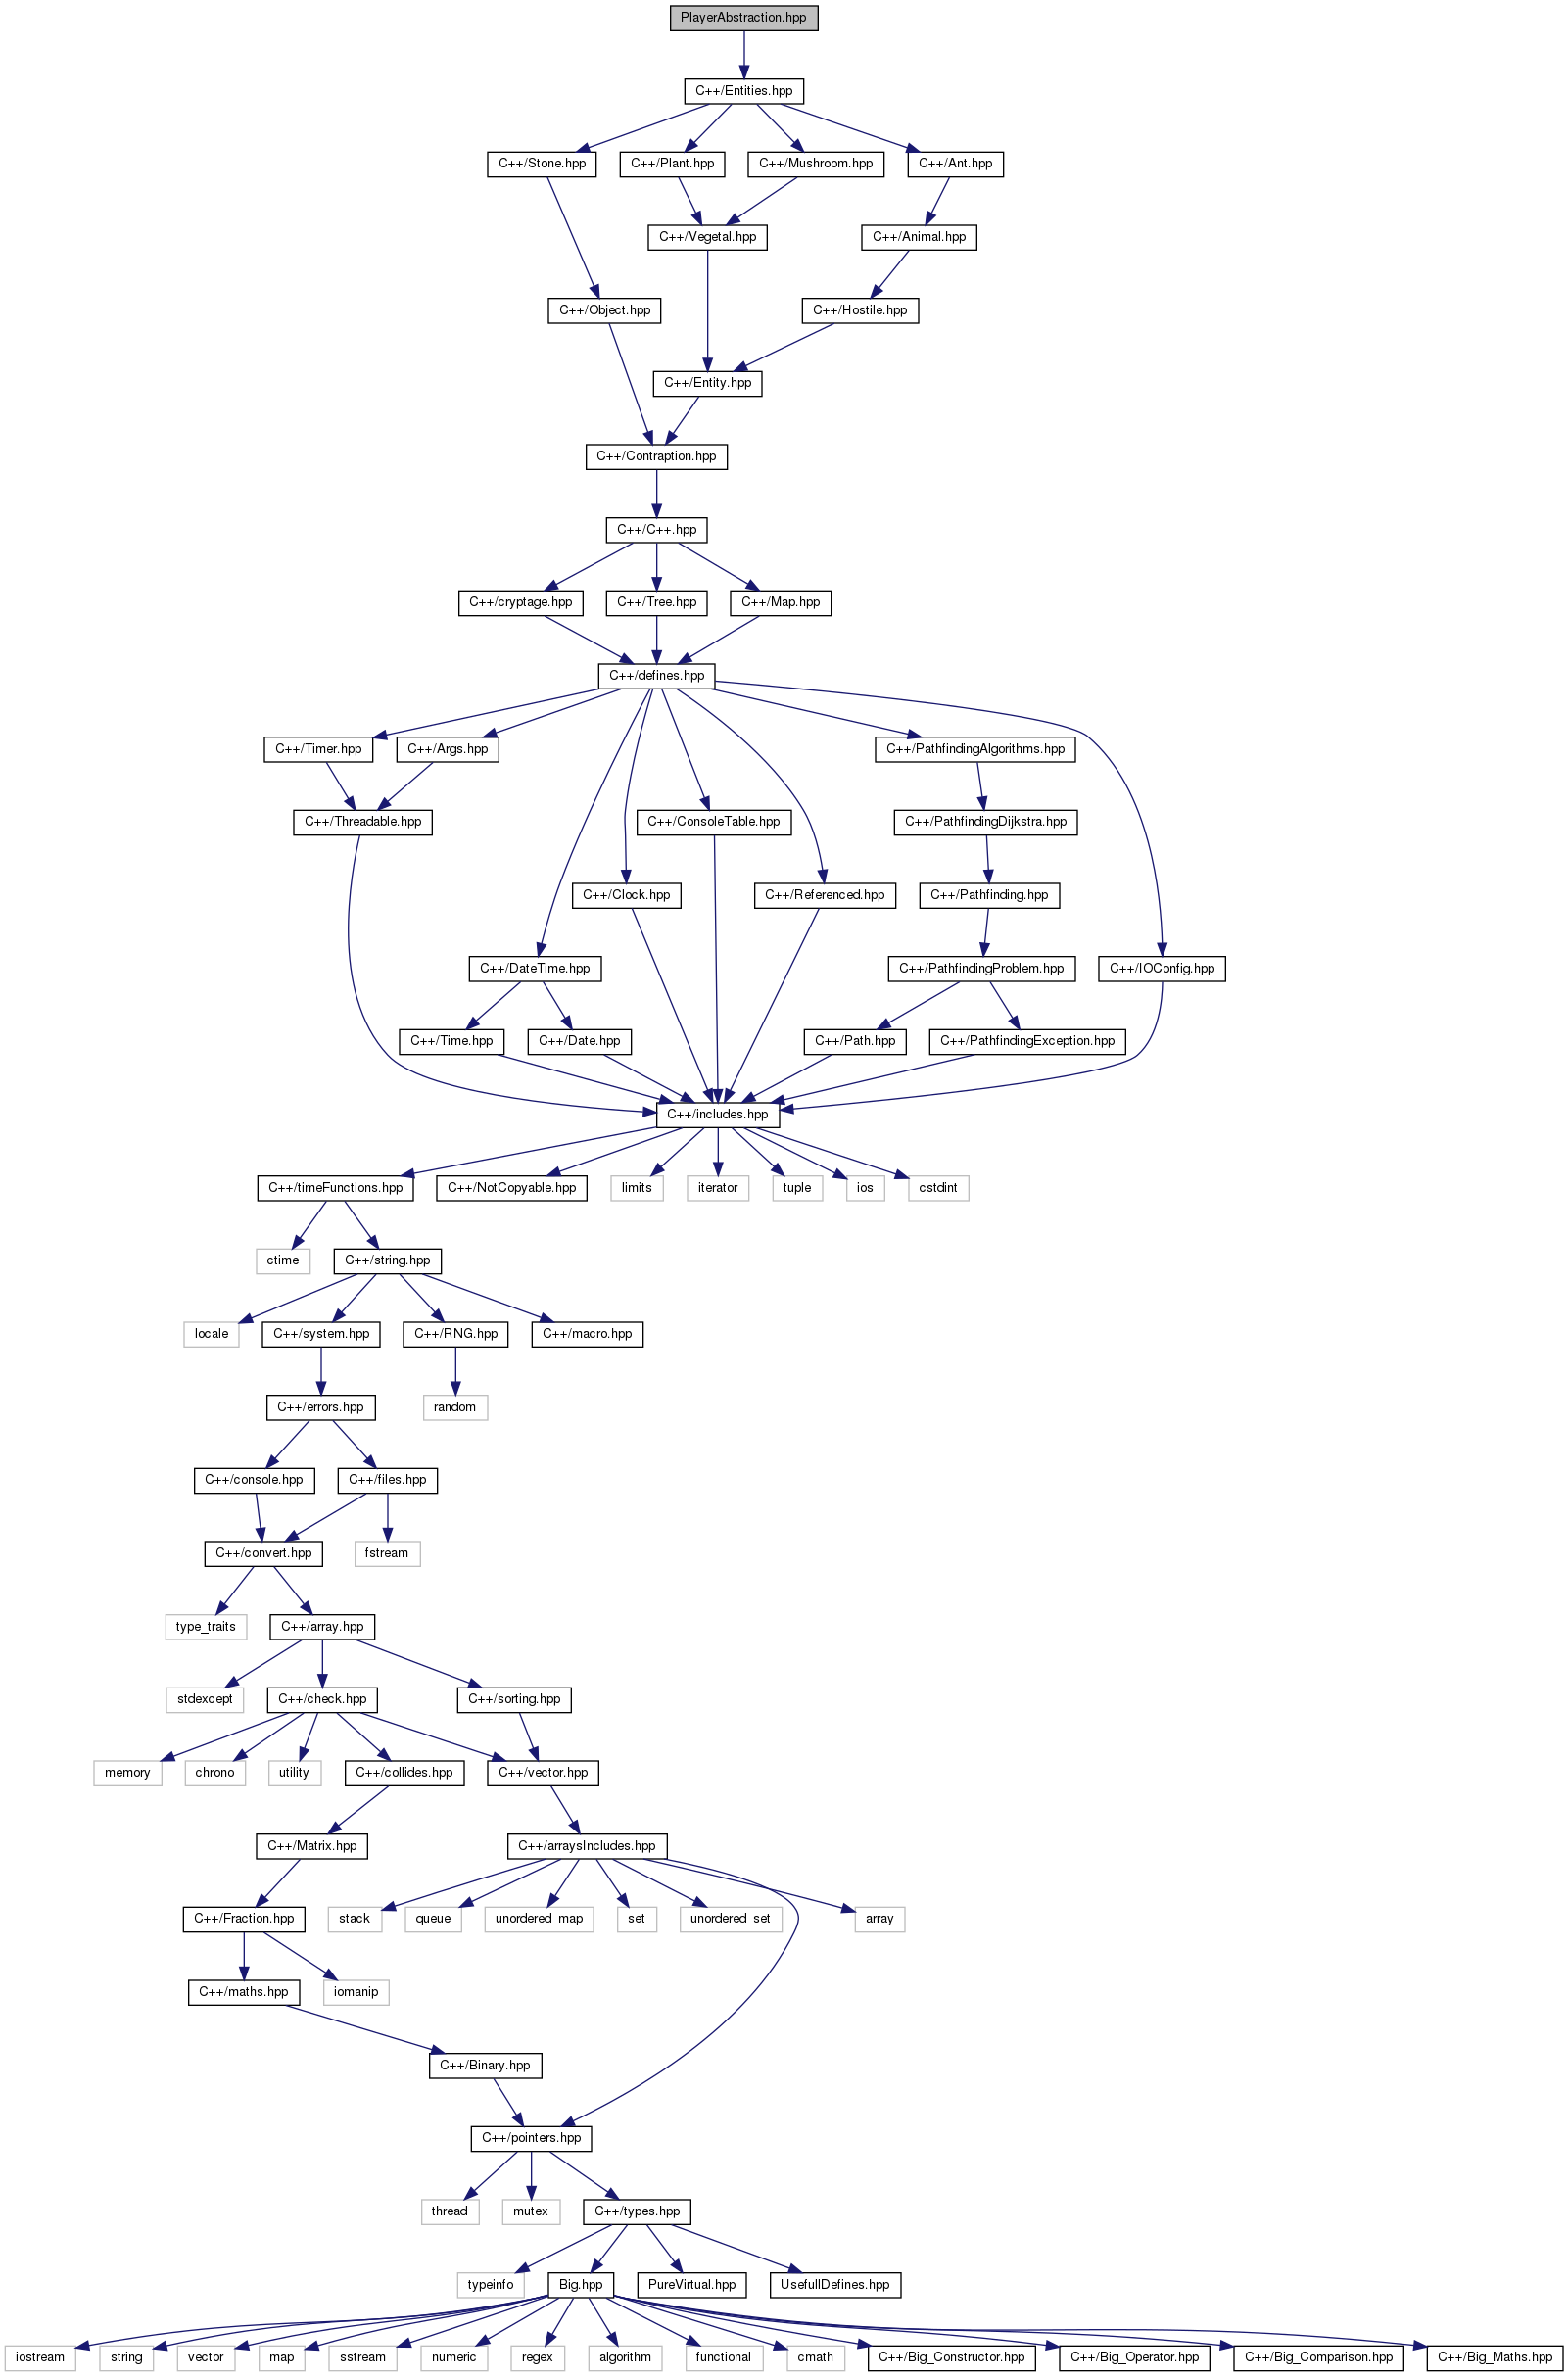 PlayerAbstraction.hpp
C++/Entities.hpp
C++/Stone.hpp
C++/Plant.hpp
C++/Mushroom.hpp
C++/Ant.hpp
C++/Vegetal.hpp
C++/Animal.hpp
C++/Object.hpp
C++/Hostile.hpp
C++/Entity.hpp
C++/Contraption.hpp
C++/C++.hpp
C++/cryptage.hpp
C++/Tree.hpp
C++/Map.hpp
C++/defines.hpp
C++/Timer.hpp
C++/Args.hpp
C++/PathfindingAlgorithms.hpp
C++/Threadable.hpp
C++/ConsoleTable.hpp
C++/PathfindingDijkstra.hpp
C++/Clock.hpp
C++/Referenced.hpp
C++/Pathfinding.hpp
C++/DateTime.hpp
C++/PathfindingProblem.hpp
C++/IOConfig.hpp
C++/Time.hpp
C++/Date.hpp
C++/Path.hpp
C++/PathfindingException.hpp
C++/includes.hpp
C++/timeFunctions.hpp
C++/NotCopyable.hpp
limits
iterator
tuple
ios
cstdint
ctime
C++/string.hpp
locale
C++/system.hpp
C++/RNG.hpp
C++/macro.hpp
C++/errors.hpp
random
C++/console.hpp
C++/files.hpp
C++/convert.hpp
fstream
type_traits
C++/array.hpp
stdexcept
C++/check.hpp
C++/sorting.hpp
memory
chrono
utility
C++/collides.hpp
C++/vector.hpp
C++/Matrix.hpp
C++/arraysIncludes.hpp
C++/Fraction.hpp
stack
queue
unordered_map
set
unordered_set
array
C++/maths.hpp
iomanip
C++/Binary.hpp
C++/pointers.hpp
thread
mutex
C++/types.hpp
typeinfo
Big.hpp
PureVirtual.hpp
UsefullDefines.hpp
iostream
string
vector
map
sstream
numeric
regex
algorithm
functional
cmath
C++/Big_Constructor.hpp
C++/Big_Operator.hpp
C++/Big_Comparison.hpp
C++/Big_Maths.hpp